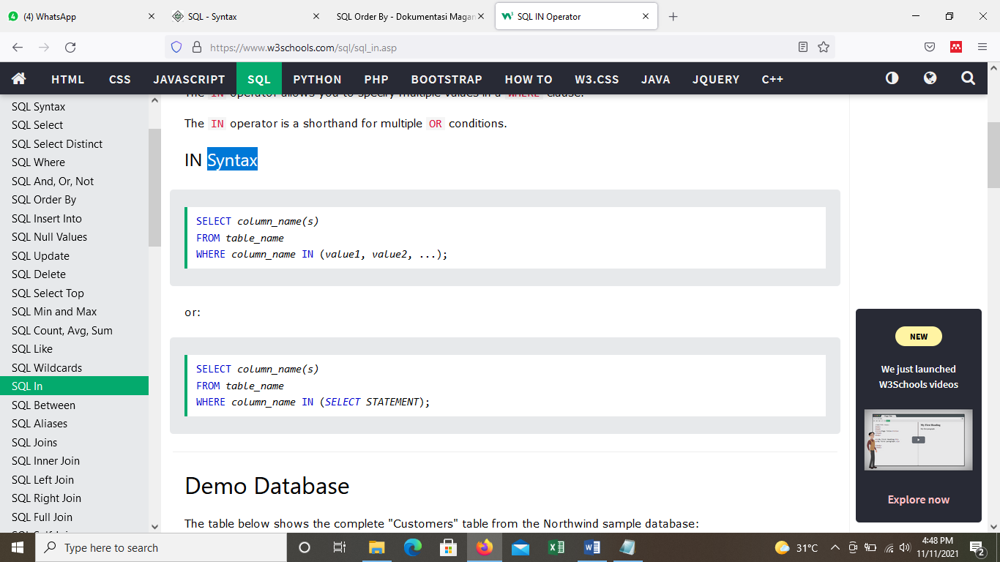 (4) WhatsApp
SQL - Syntax
SQL Order By - Dokumentasi Magan
SQL IN Operator
https://www.w3schools.com/sql/sql_in.asp
HTML CSS JAVASCRIPT SQL PYTHON PHP BOOTSTRAP HOW TO W3.CSS JAVA JQUERY C++
SQL Syntax
SQL Select
SQL Select Distinct
SQL Where
SQL And, Or, Not
SQL Order By
SQL Insert Into
SQL Null Values
SQL Update
SQL Delete
SQL Select Top
SQL Min and Max
SQL Count, Avg, Sum
SQL Like
SQL Wildcards
SQL In
SQL Between
SQL Aliases
SQL Joins
SQL Inner Join
SQL Left Join
SQL Right Join
SQL Full Join
The IN operator allows you to specify multiple values in a WHERE clause.
The IN operator is a shorthand for multiple OR conditions.
IN Syntax
SELECT column_name(s)
FROM table_name
WHERE column_name IN (value1, value2, ...);
or:
SELECT column_name(s)
FROM table_name
WHERE column_name IN (SELECT STATEMENT);
Demo Database
The table below shows the complete "Customers" table from the Northwind sample database:
NEW
We just launched
W3Schools videos
My First Heading
Explore now
Type here to search
31°C
4:48 PM
11/11/2021
2